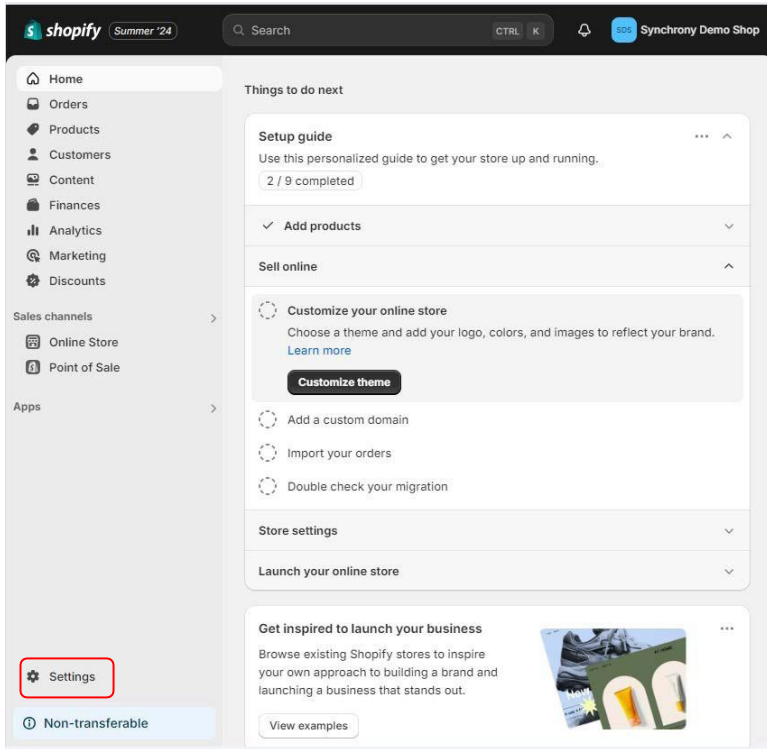 shopify Summer '24
Search CTRL K
SDS Synchrony Demo Shop
Home
Orders
Products
Customers
Content
Finances
Analytics
Marketing
Discounts
Sales channels
Online Store
Point of Sale
Apps
Settings
Non-transferable
Things to do next
Setup guide
Use this personalized guide to get your store up and running.
2 / 9 completed
Add products
Sell online
Customize your online store
Choose a theme and add your logo, colors, and images to reflect your brand.
Learn more
Customize theme
Add a custom domain
Import your orders
Double check your migration
Store settings
Launch your online store
Get inspired to launch your business
Browse existing Shopify stores to inspire
your own approach to building a brand and
launching a business that stands out.
View examples
New